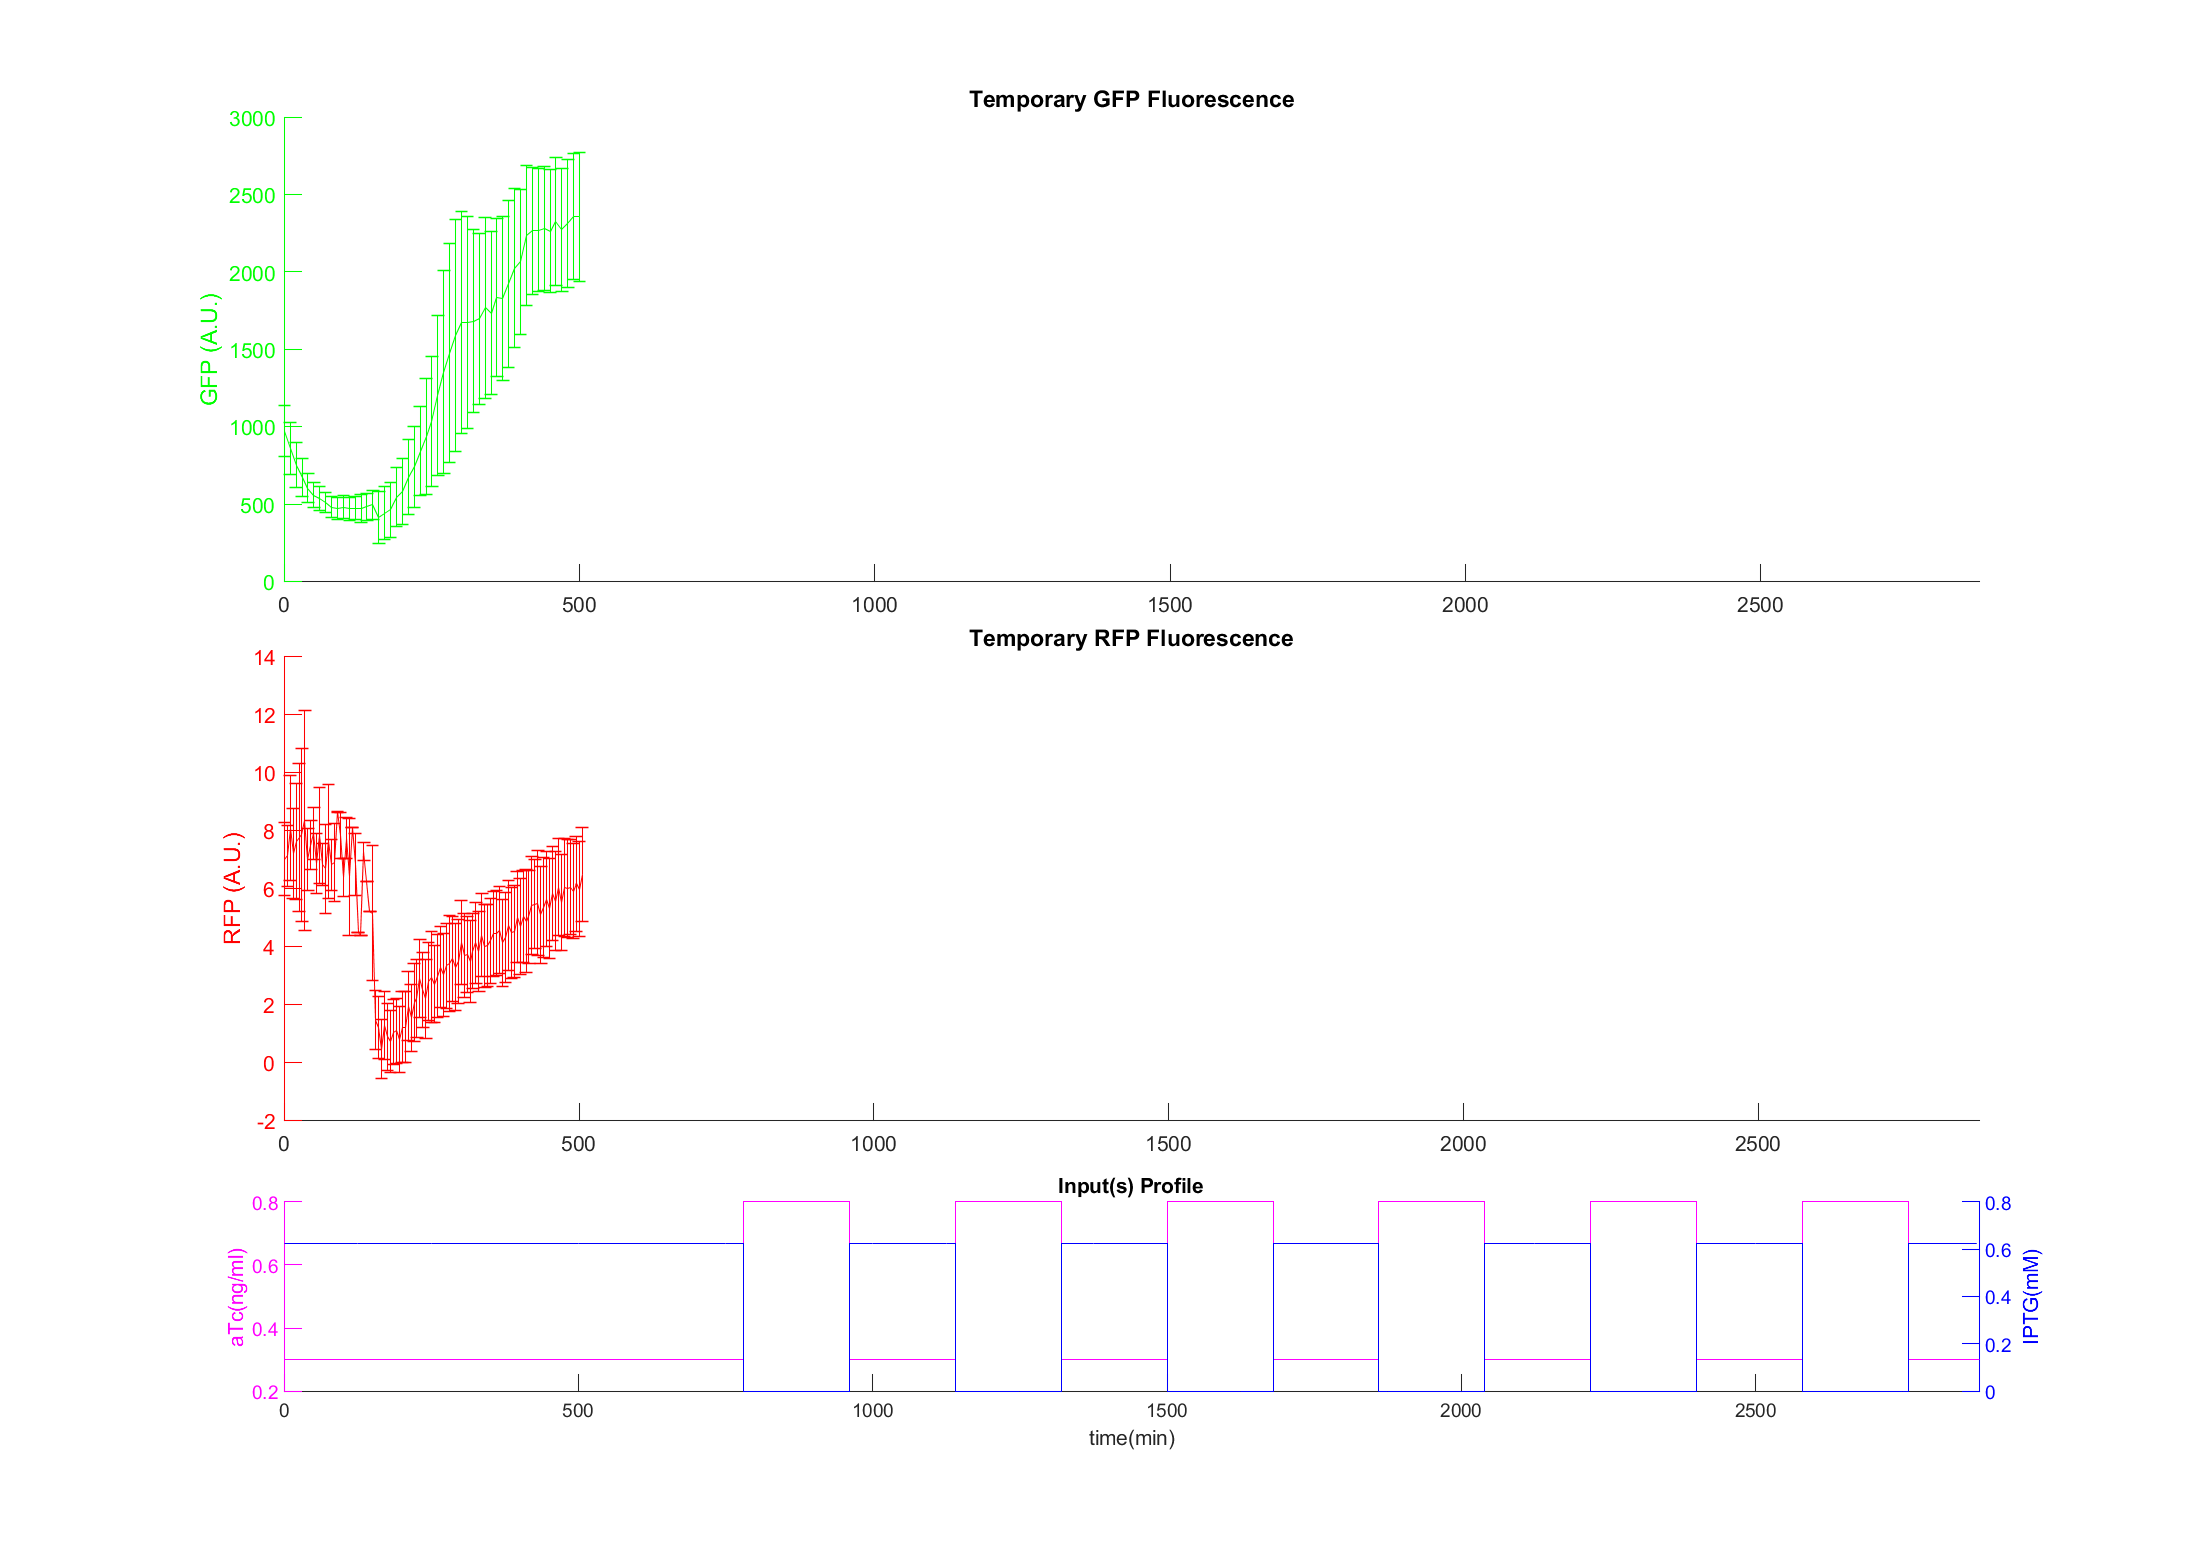 Temporary GFP Fluorescence
3000
2500
2000
1500
1000
500
0
GFP (A.U.)
0 500 1000 1500 2000 2500
Temporary RFP Fluorescence
14
12
10
8
6
4
2
0
-2
RFP (A.U.)
0 500 1000 1500 2000 2500
Input(s) Profile
0.8
0.6
0.4
0.2
aTc(ng/ml)
0.8
0.6
0.4
0.2
0
IPTG(mM)
0 500 1000 1500 2000 2500
time(min)